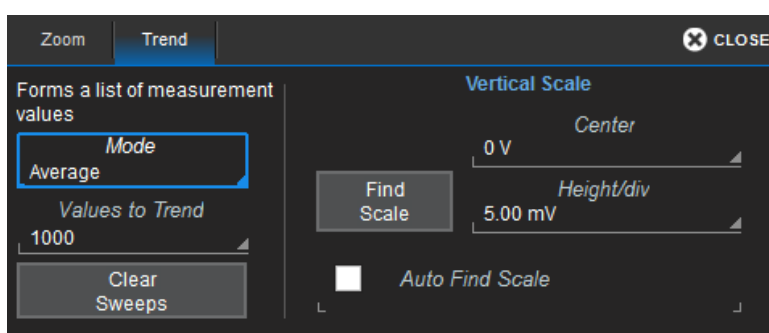 Zoom
Trend
CLOSE
Forms a list of measurement
values
Mode
Average
Values to Trend
1000
Clear
Sweeps
Vertical Scale
Center
0 V
Find
Scale
Height/div
5.00 mV
Auto Find Scale